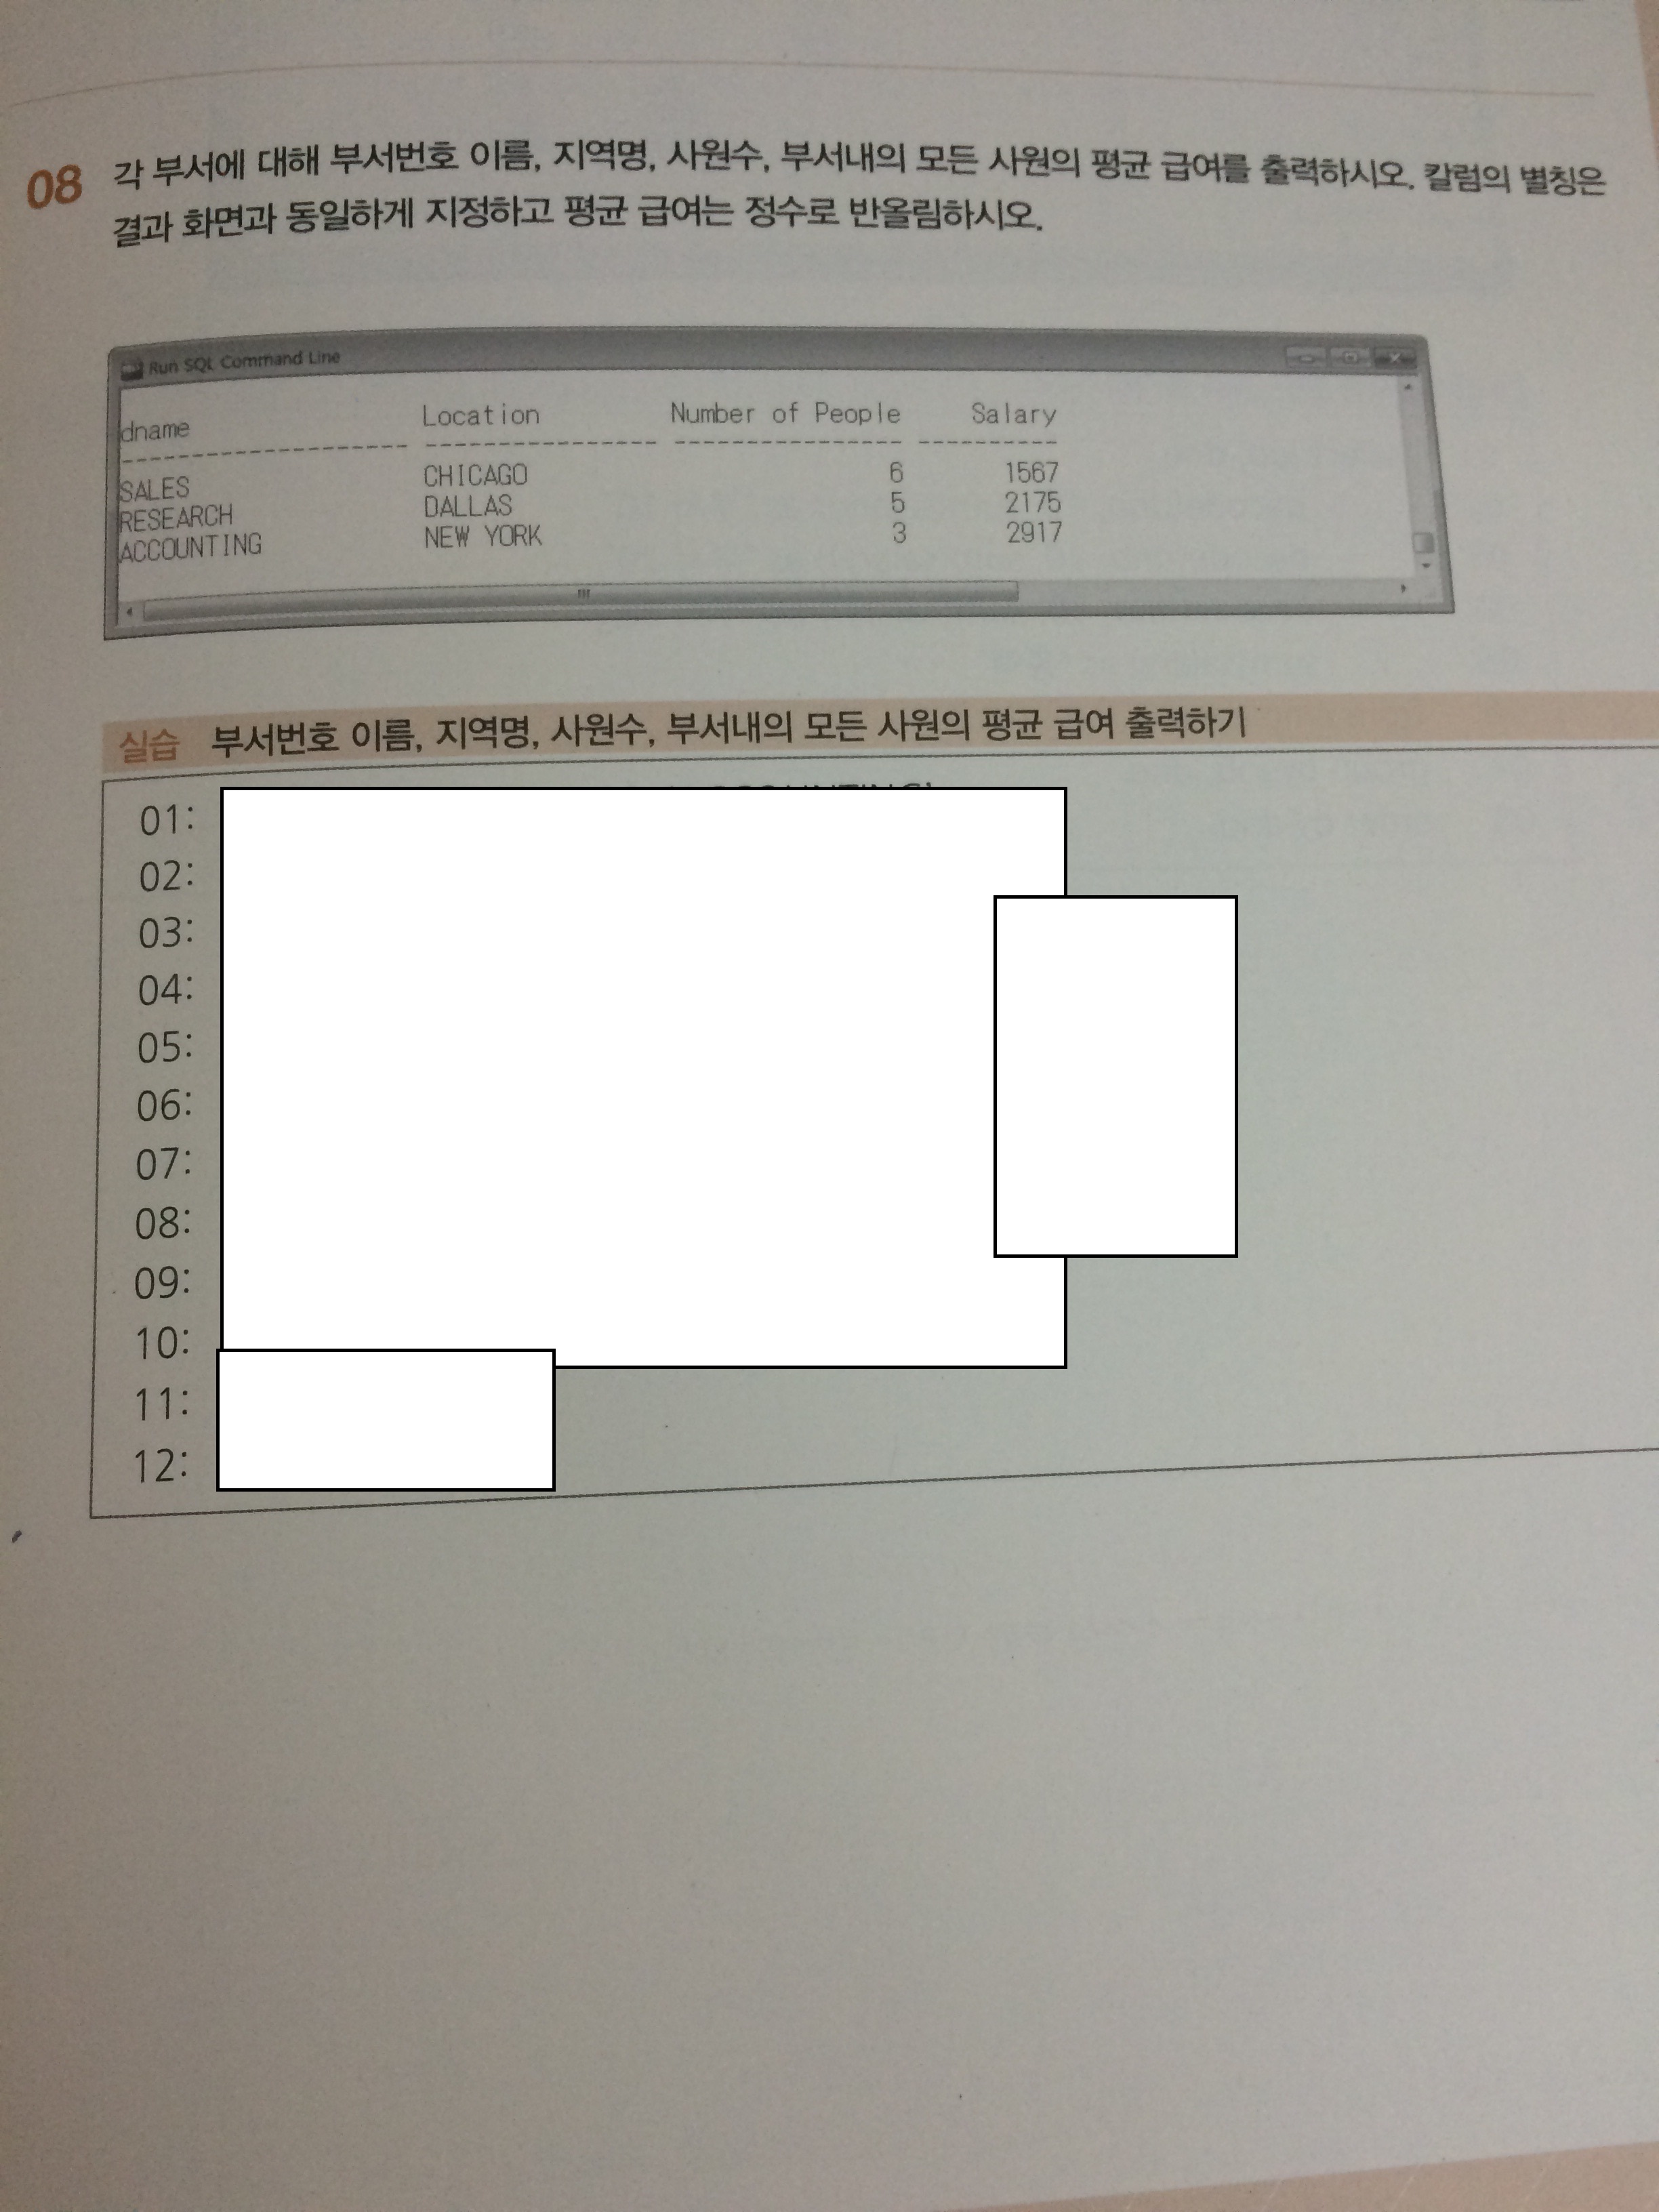 08 각 부서에 대해 부서번호 이름, 지역명, 사원수, 부서내의 모든 사원의 평균 급여를 출력하시오. 칼럼의 별칭은
결과 화면과 동일하게 지정하고 평균 급여는 정수로 반올림하시오.
Run SQL Command Line
dname Location Number of People Salary
-------------------- ---------------- ---------------- ----------
SALES CHICAGO 6 1567
RESEARCH DALLAS 5 2175
ACCOUNTING NEW YORK 3 2917
실습 부서번호 이름, 지역명, 사원수, 부서내의 모든 사원의 평균 급여 출력하기
01:
02:
03:
04:
05:
06:
07:
08:
09:
10:
11:
12: